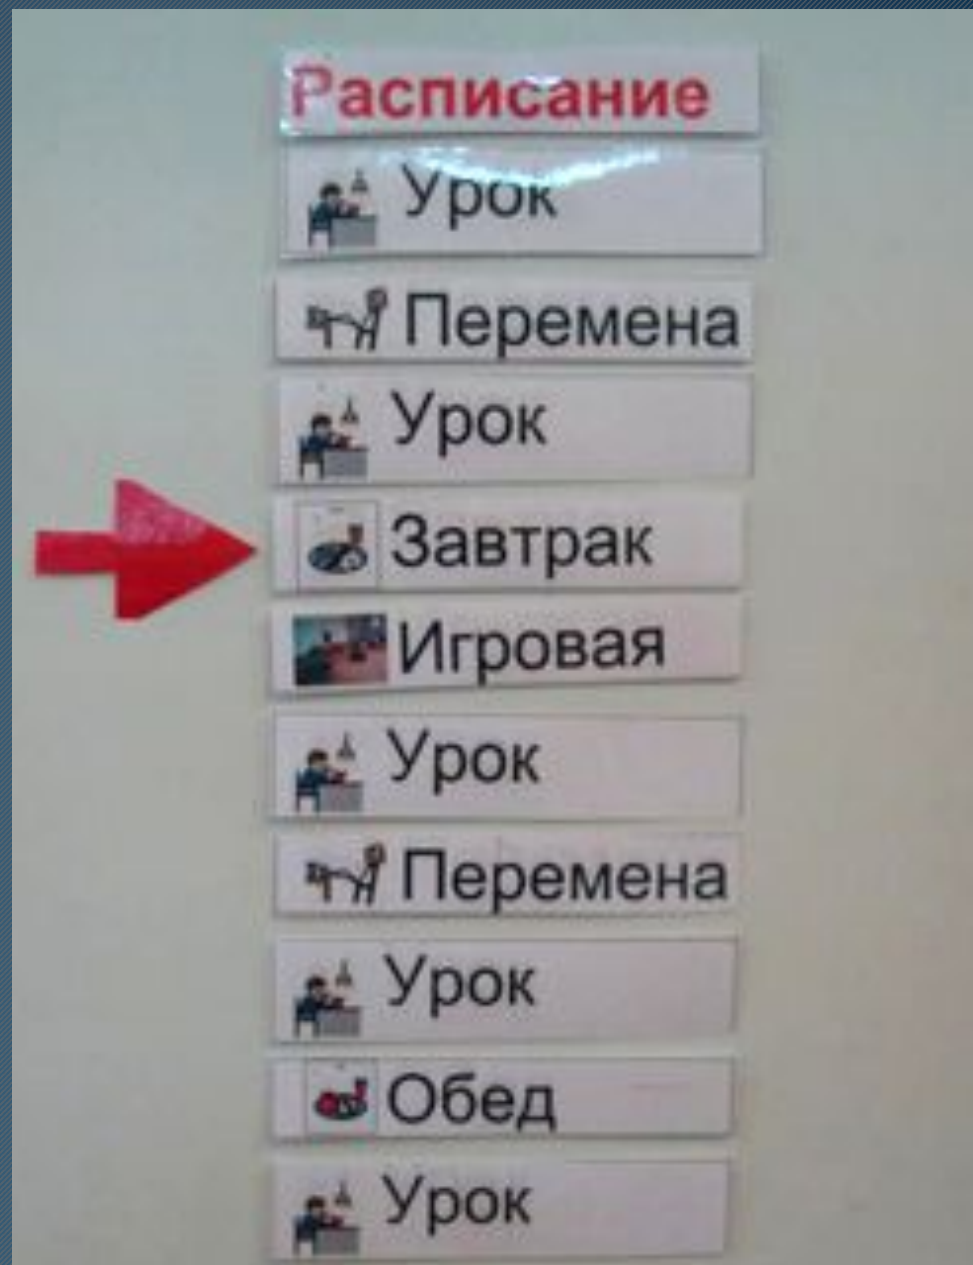 Расписание
Урок
Перемена
Урок
Завтрак
Игровая
Урок
Перемена
Урок
Обед
Урок